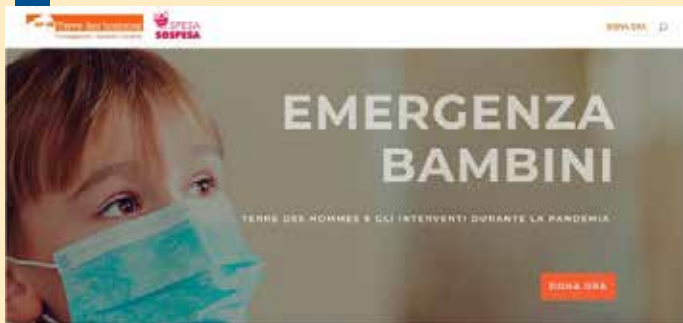 Terre des hommes
SPESA
SOSPESA
DONA ORA
EMERGENZA
BAMBINI
TERRE DES HOMMES E GLI INTERVENTI DURANTE LA PANDEMIA
DONA ORA